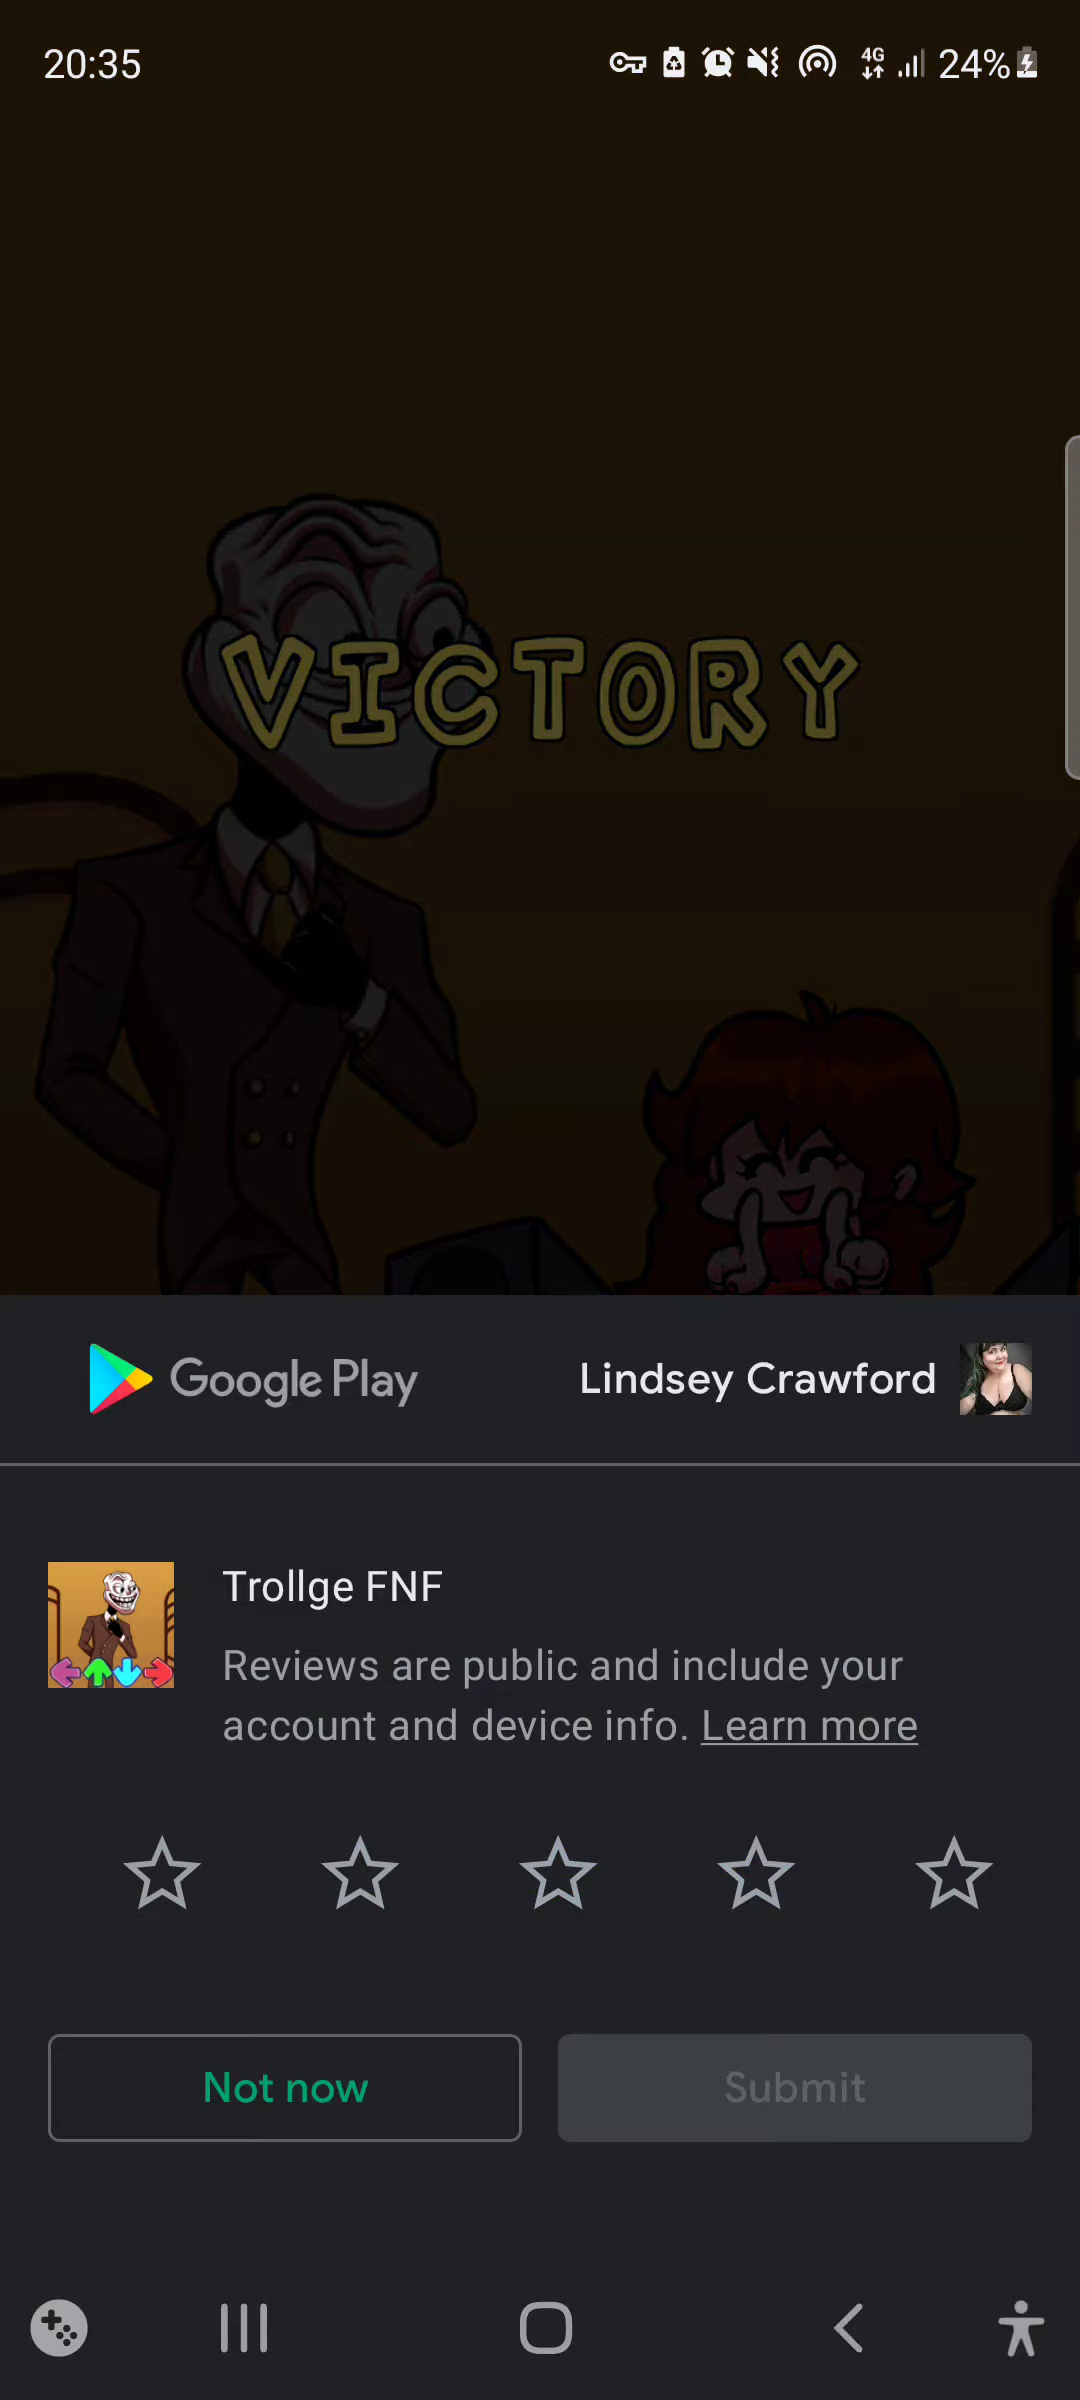 20:35
4G
24%
VICTORY
Google Play
Lindsey Crawford
Trollge FNF
Reviews are public and include your
account and device info. Learn more
Not now
Submit